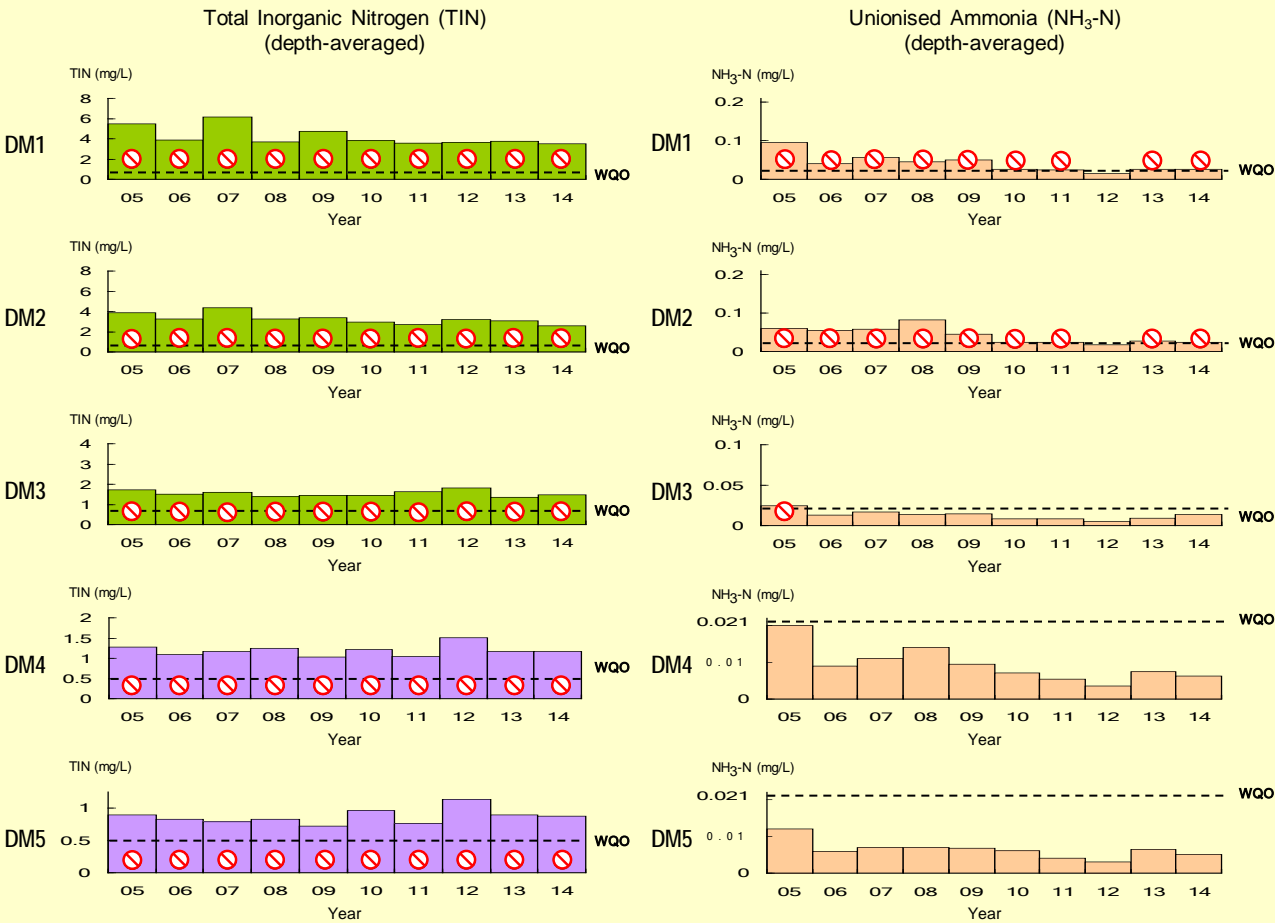 Total Inorganic Nitrogen (TIN)
(depth-averaged)
Unionised Ammonia (NH₃-N)
(depth-averaged)
DM1
TIN (mg/L)
8
6
4
2
0
WQO
05 06 07 08 09 10 11 12 13 14
Year
DM1
NH₃-N (mg/L)
0.2
0.1
0
WQO
05 06 07 08 09 10 11 12 13 14
Year
DM2
TIN (mg/L)
8
6
4
2
0
WQO
05 06 07 08 09 10 11 12 13 14
Year
DM2
NH₃-N (mg/L)
0.2
0.1
0
WQO
05 06 07 08 09 10 11 12 13 14
Year
DM3
TIN (mg/L)
4
3
2
1
0
WQO
05 06 07 08 09 10 11 12 13 14
Year
DM3
NH₃-N (mg/L)
0.1
0.05
0
WQO
05 06 07 08 09 10 11 12 13 14
Year
DM4
TIN (mg/L)
2
1.5
1
0.5
0
WQO
05 06 07 08 09 10 11 12 13 14
Year
DM4
NH₃-N (mg/L)
0.021
0.01
0
WQO
05 06 07 08 09 10 11 12 13 14
Year
DM5
TIN (mg/L)
1
0.5
0
WQO
05 06 07 08 09 10 11 12 13 14
Year
DM5
NH₃-N (mg/L)
0.021
0.01
0
WQO
05 06 07 08 09 10 11 12 13 14
Year